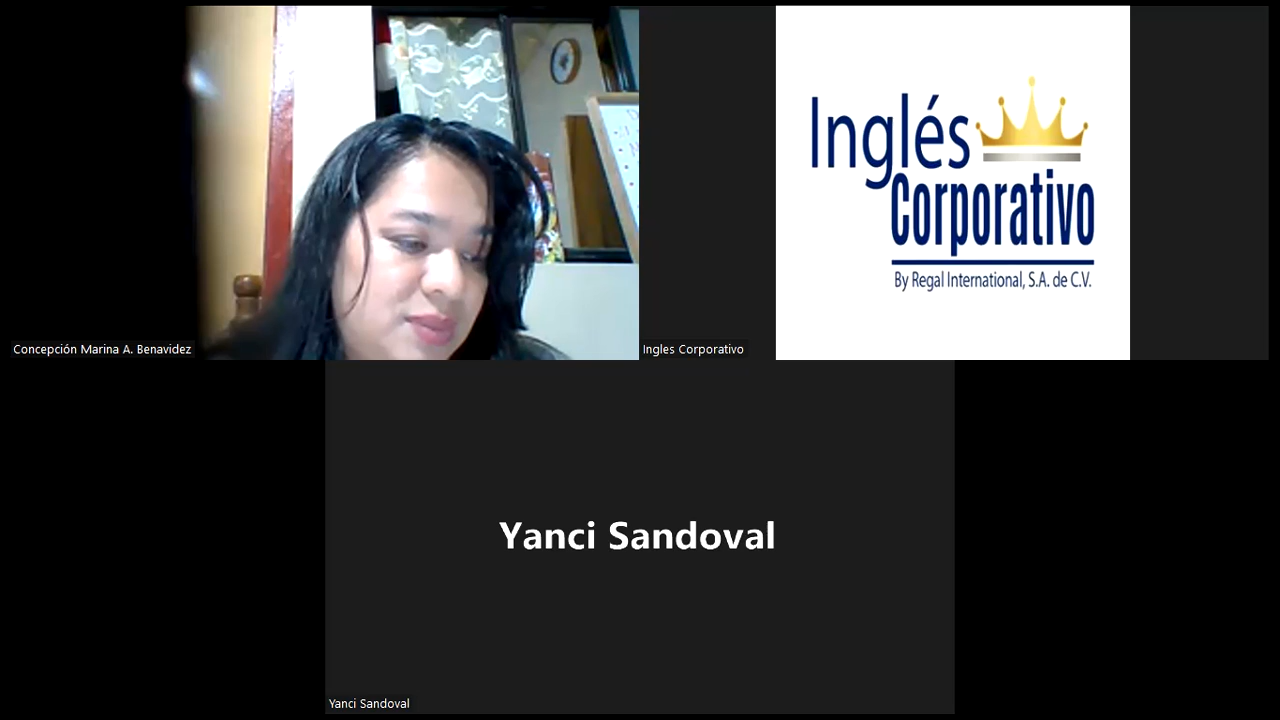 Inglés
Corporativo
By Regal International, S.A. de C.V.
Concepción Marina A. Benavidez
Ingles Corporativo
Yanci Sandoval
Yanci Sandoval